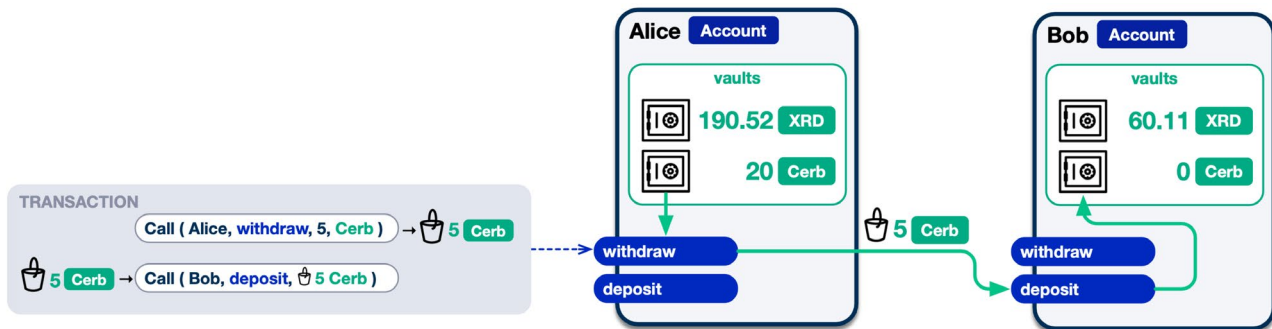 TRANSACTION
Call ( Alice, withdraw, 5, Cerb ) → 5 Cerb
5 Cerb → Call ( Bob, deposit, 5 Cerb )
Alice Account
vaults
190.52 XRD
20 Cerb
withdraw
deposit
5 Cerb
Bob Account
vaults
60.11 XRD
0 Cerb
withdraw
deposit